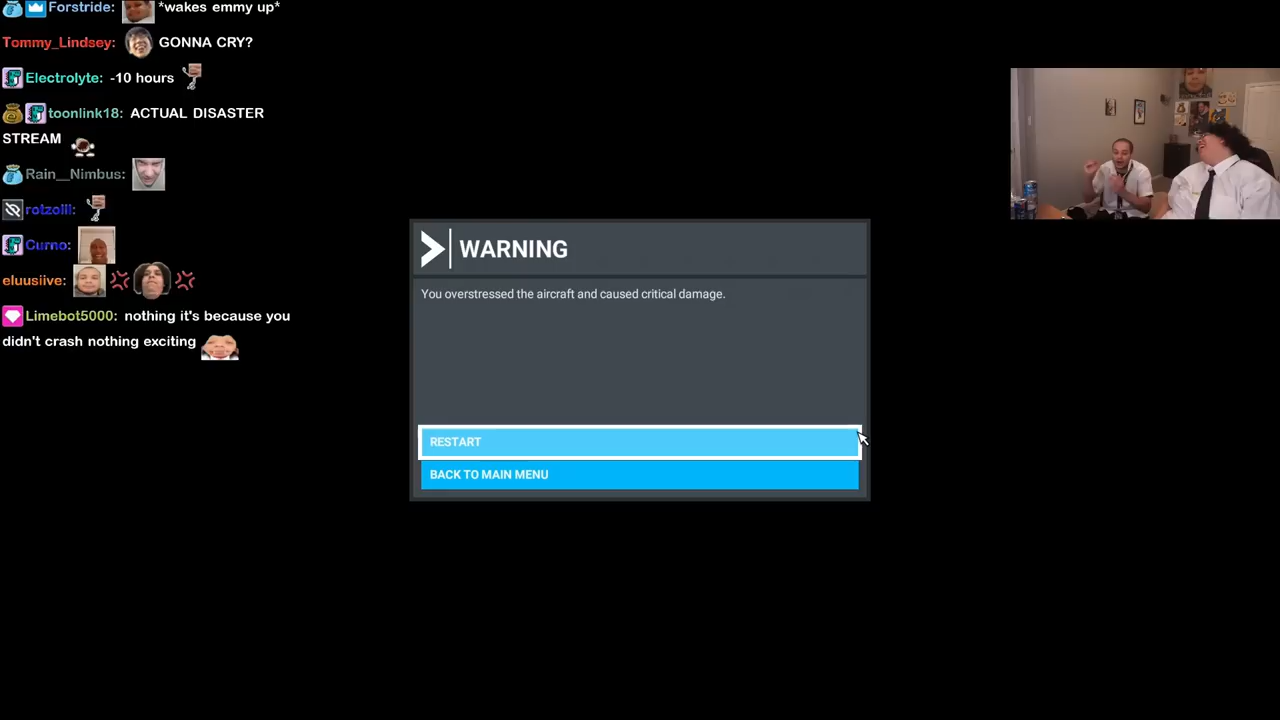 Forstride: *wakes emmy up*
Tommy_Lindsey: GONNA CRY?
Electrolyte: -10 hours
toonlink18: ACTUAL DISASTER
STREAM
Rain__Nimbus:
rotzoiii:
Curno:
eluusiive:
Limebot5000: nothing it's because you
didn't crash nothing exciting
WARNING
You overstressed the aircraft and caused critical damage.
RESTART
BACK TO MAIN MENU